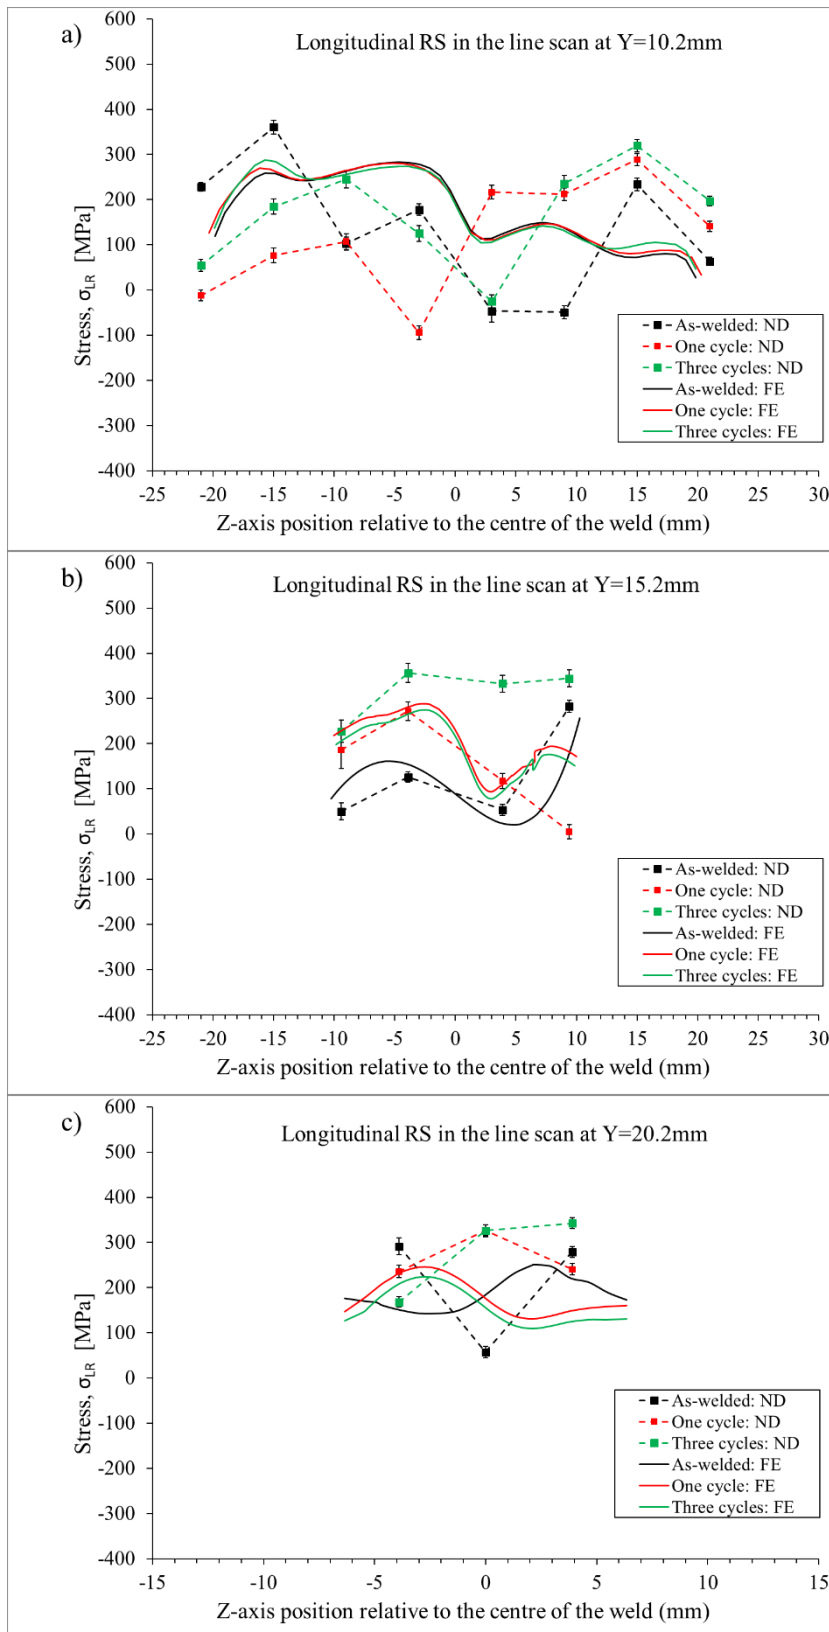 a)
Longitudinal RS in the line scan at Y=10.2mm
600
500
400
300
200
100
0
-100
-200
-300
-400
Stress, σLR [MPa]
As-welded: ND
One cycle: ND
Three cycles: ND
As-welded: FE
One cycle: FE
Three cycles: FE
-25 -20 -15 -10 -5 0 5 10 15 20 25 30
Z-axis position relative to the centre of the weld (mm)
b)
Longitudinal RS in the line scan at Y=15.2mm
600
500
400
300
200
100
0
-100
-200
-300
-400
Stress, σLR [MPa]
As-welded: ND
One cycle: ND
Three cycles: ND
As-welded: FE
One cycle: FE
Three cycles: FE
-25 -20 -15 -10 -5 0 5 10 15 20 25 30
Z-axis position relative to the centre of the weld (mm)
c)
Longitudinal RS in the line scan at Y=20.2mm
600
500
400
300
200
100
0
-100
-200
-300
-400
Stress, σLR [MPa]
As-welded: ND
One cycle: ND
Three cycles: ND
As-welded: FE
One cycle: FE
Three cycles: FE
-15 -10 -5 0 5 10 15
Z-axis position relative to the centre of the weld (mm)